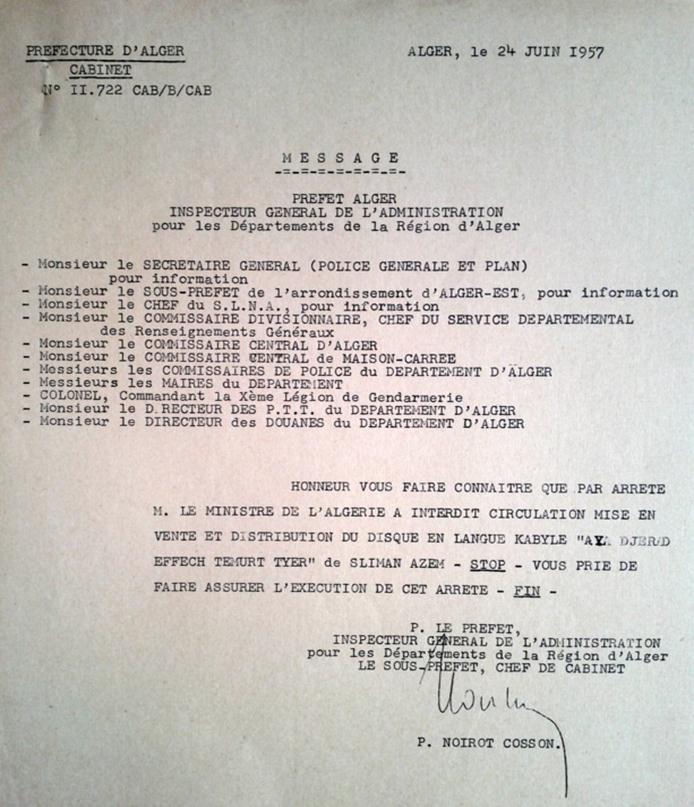 PREFECTURE D'ALGER
ALGER, le 24 JUIN I957
CABINET
N° II.722 CAB/B/CAB
M E S S A G E
-=-=-=-=-=-=-=-
PREFET ALGER
INSPECTEUR GENERAL DE L'ADMINISTRATION
pour les Départements de la Région d'Alger
- Monsieur le SECRETAIRE GENERAL (POLICE GENERALE ET PLAN)
pour information
- Monsieur le SOUS-PREFET de l'arrondissement d'ALGER-EST, pour information
- Monsieur le CHEF du S.L.N.A., pour information
- Monsieur le COMMISSAIRE DIVISIONNAIRE, CHEF DU SERVICE DEPARTEMENTAL
des Renseignements Généraux
- Monsieur le COMMISSAIRE CENTRAL D'ALGER
- Monsieur le COMMISSAIRE CENTRAL de MAISON-CARREE
- Messieurs les COMMISSAIRES DE POLICE du DEPARTEMENT D'ALGER
- Messieurs les MAIRES du DEPARTEMENT
- COLONEL, Commandant la Xème Légion de Gendarmerie
- Monsieur le D.RECTEUR DES P.T.T. du DEPARTEMENT D'ALGER
- Monsieur le DIRECTEUR des DOUANES du DEPARTEMENT D'ALGER
HONNEUR VOUS FAIRE CONNAITRE QUE PAR ARRETE
M. LE MINISTRE DE L'ALGERIE A INTERDIT CIRCULATION MISE EN
VENTE ET DISTRIBUTION DU DISQUE EN LANGUE KABYLE "AYA DJERAD
EFFECH TEMURT TYER" de SLIMAN AZEM - STOP - VOUS PRIE DE
FAIRE ASSURER L'EXECUTION DE CET ARRETE - FIN -
P. LE PREFET,
INSPECTEUR GENERAL DE L'ADMINISTRATION
pour les Départements de la Région d'Alger
LE SOUS-PREFET, CHEF DE CABINET
P. NOIROT COSSON.